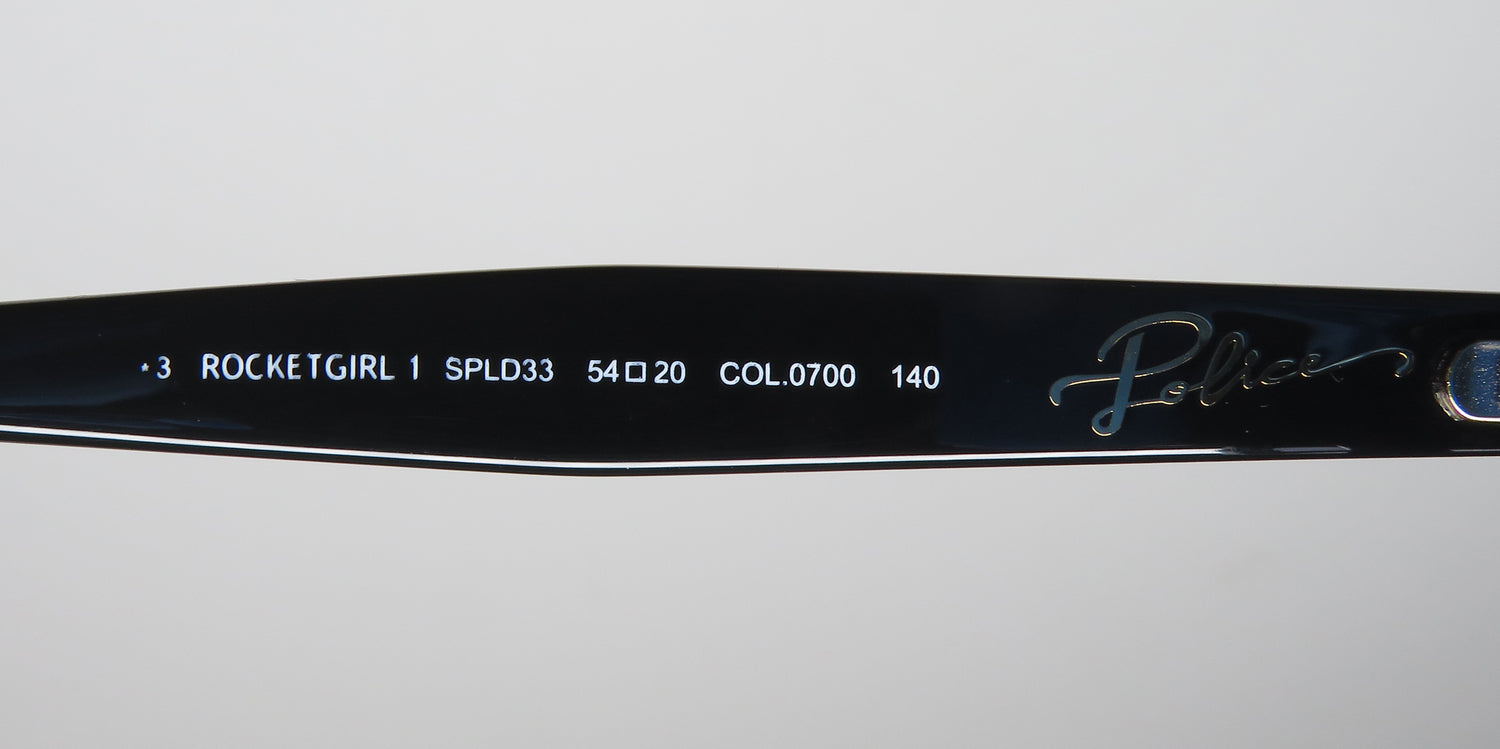 *3 ROCKETGIRL 1 SPLD33 54□20 COL.0700 140 Police